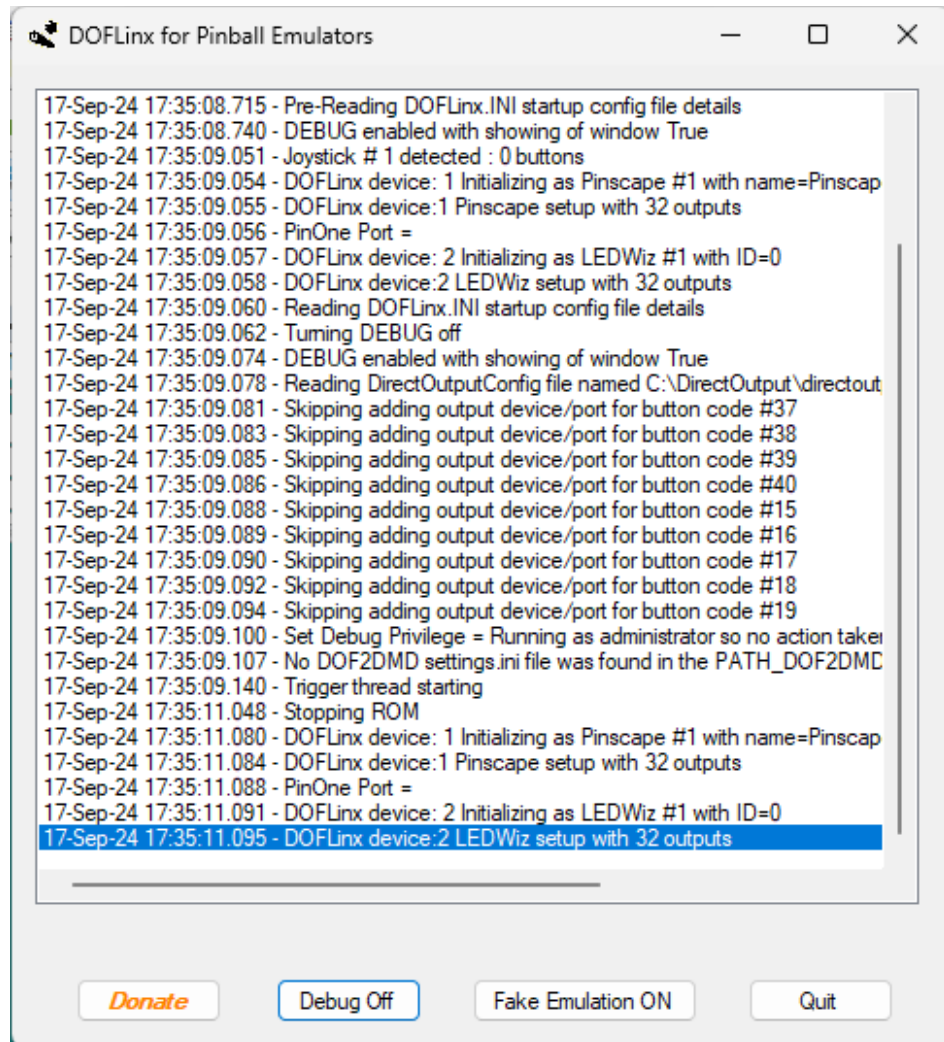 DOFLinx for Pinball Emulators
17-Sep-24 17:35:08.715 - Pre-Reading DOFLinx.INI startup config file details
17-Sep-24 17:35:08.740 - DEBUG enabled with showing of window True
17-Sep-24 17:35:09.051 - Joystick # 1 detected : 0 buttons
17-Sep-24 17:35:09.054 - DOFLinx device: 1 Initializing as Pinscape #1 with name=Pinscap
17-Sep-24 17:35:09.055 - DOFLinx device:1 Pinscape setup with 32 outputs
17-Sep-24 17:35:09.056 - PinOne Port =
17-Sep-24 17:35:09.057 - DOFLinx device: 2 Initializing as LEDWiz #1 with ID=0
17-Sep-24 17:35:09.058 - DOFLinx device:2 LEDWiz setup with 32 outputs
17-Sep-24 17:35:09.060 - Reading DOFLinx.INI startup config file details
17-Sep-24 17:35:09.062 - Turning DEBUG off
17-Sep-24 17:35:09.074 - DEBUG enabled with showing of window True
17-Sep-24 17:35:09.078 - Reading DirectOutputConfig file named C:\DirectOutput\directout
17-Sep-24 17:35:09.081 - Skipping adding output device/port for button code #37
17-Sep-24 17:35:09.083 - Skipping adding output device/port for button code #38
17-Sep-24 17:35:09.085 - Skipping adding output device/port for button code #39
17-Sep-24 17:35:09.086 - Skipping adding output device/port for button code #40
17-Sep-24 17:35:09.088 - Skipping adding output device/port for button code #15
17-Sep-24 17:35:09.089 - Skipping adding output device/port for button code #16
17-Sep-24 17:35:09.090 - Skipping adding output device/port for button code #17
17-Sep-24 17:35:09.092 - Skipping adding output device/port for button code #18
17-Sep-24 17:35:09.094 - Skipping adding output device/port for button code #19
17-Sep-24 17:35:09.100 - Set Debug Privilege = Running as administrator so no action taker
17-Sep-24 17:35:09.107 - No DOF2DMD settings.ini file was found in the PATH_DOF2DMD
17-Sep-24 17:35:09.140 - Trigger thread starting
17-Sep-24 17:35:11.048 - Stopping ROM
17-Sep-24 17:35:11.080 - DOFLinx device: 1 Initializing as Pinscape #1 with name=Pinscap
17-Sep-24 17:35:11.084 - DOFLinx device:1 Pinscape setup with 32 outputs
17-Sep-24 17:35:11.088 - PinOne Port =
17-Sep-24 17:35:11.091 - DOFLinx device: 2 Initializing as LEDWiz #1 with ID=0
17-Sep-24 17:35:11.095 - DOFLinx device:2 LEDWiz setup with 32 outputs
Donate
Debug Off
Fake Emulation ON
Quit